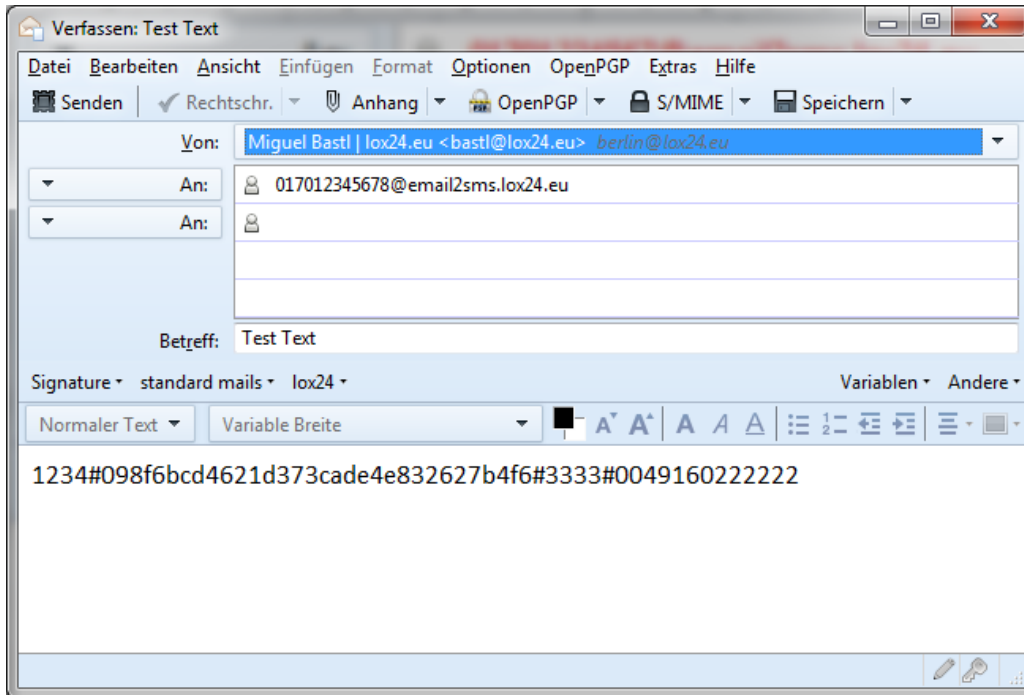 Verfassen: Test Text
Datei Bearbeiten Ansicht Einfügen Format Optionen OpenPGP Extras Hilfe
Senden Rechtschr. Anhang OpenPGP S/MIME Speichern
Von: Miguel Bastl | lox24.eu <bastl@lox24.eu> berlin@lox24.eu
An: 017012345678@email2sms.lox24.eu
An:
Betreff: Test Text
Signature standard mails lox24 Variablen Andere
Normaler Text Variable Breite
1234#098f6bcd4621d373cade4e832627b4f6#3333#0049160222222